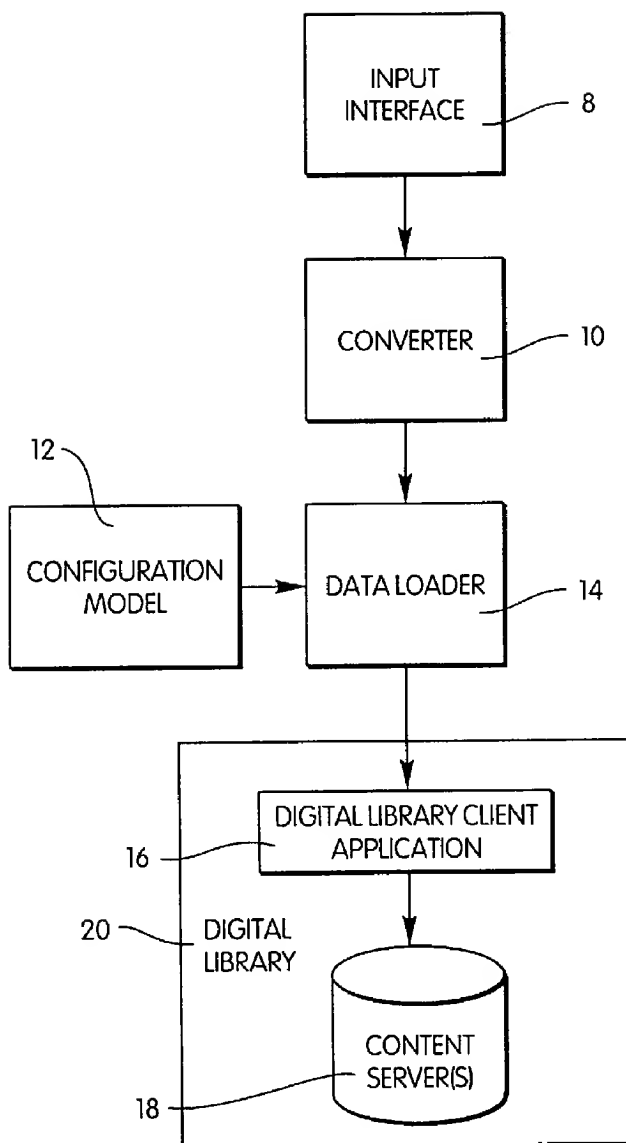 INPUT
INTERFACE
8
CONVERTER
10
12
CONFIGURATION
MODEL
DATA LOADER
14
DIGITAL LIBRARY CLIENT
APPLICATION
16
20
DIGITAL
LIBRARY
CONTENT
SERVER(S)
18